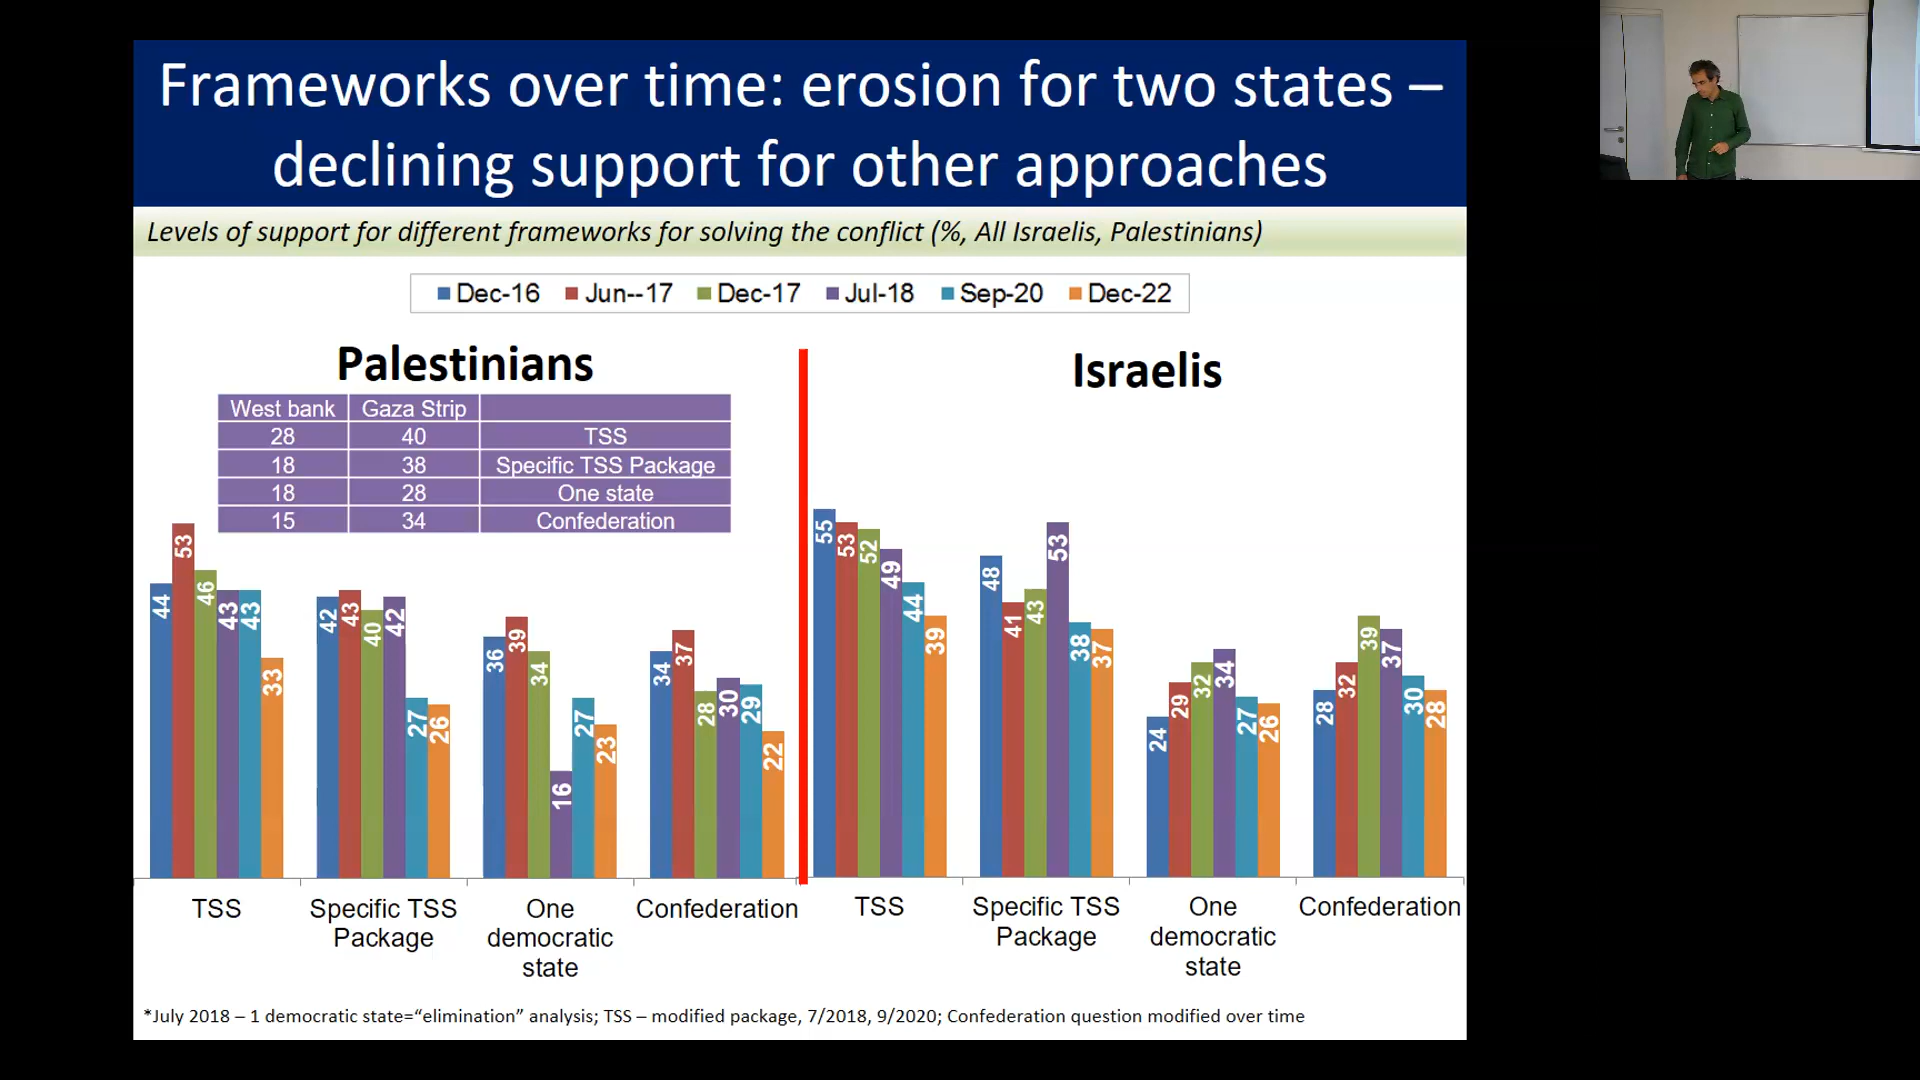 Frameworks over time: erosion for two states –
declining support for other approaches
Levels of support for different frameworks for solving the conflict (%, All Israelis, Palestinians)
Dec-16 Jun--17 Dec-17 Jul-18 Sep-20 Dec-22
Palestinians
West bank Gaza Strip
28 40 TSS
18 38 Specific TSS Package
18 28 One state
15 34 Confederation
44 53 46 43 43 33
42 43 40 42 27 26
36 39 34 16 27 23
34 37 28 30 29 22
TSS
Specific TSS
Package
One
democratic
state
Confederation
Israelis
55 53 52 49 44 39
48 41 43 53 38 37
24 29 32 34 27 26
28 32 39 37 30 28
TSS
Specific TSS
Package
One
democratic
state
Confederation
*July 2018 – 1 democratic state=“elimination” analysis; TSS – modified package, 7/2018, 9/2020; Confederation question modified over time